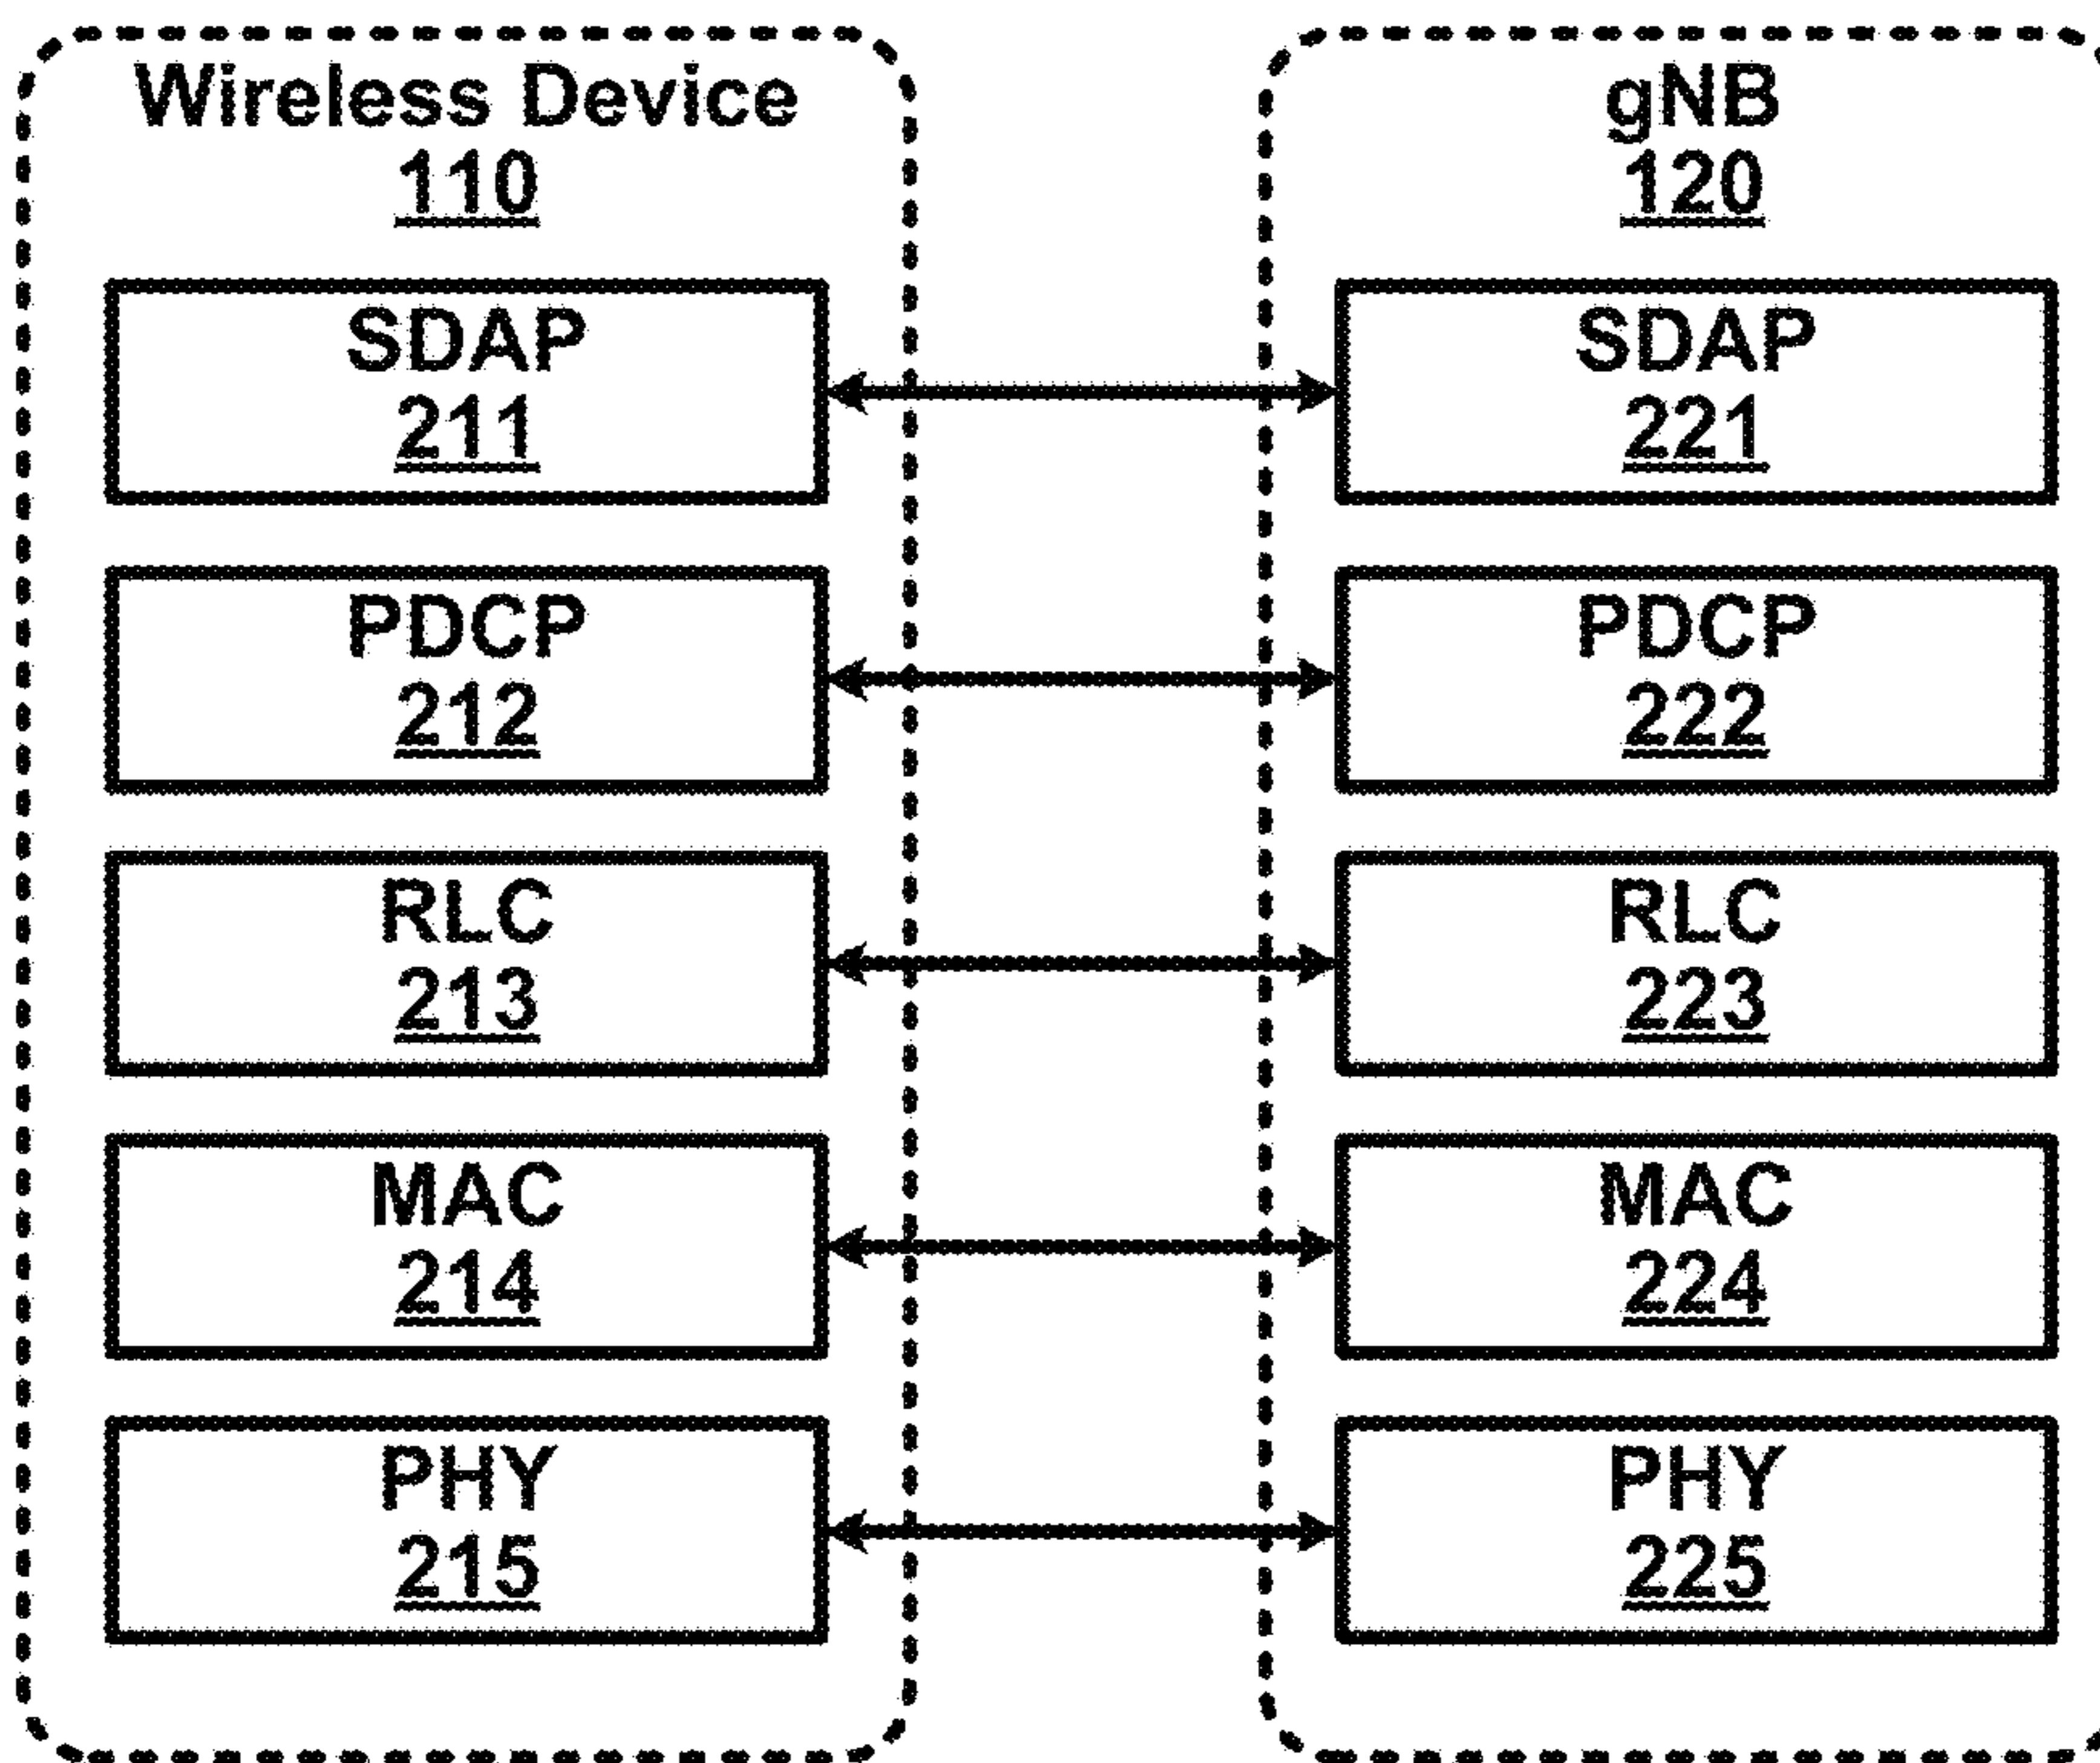 Wireless Device
110
SDAP
211
PDCP
212
RLC
213
MAC
214
PHY
215
gNB
120
SDAP
221
PDCP
222
RLC
223
MAC
224
PHY
225